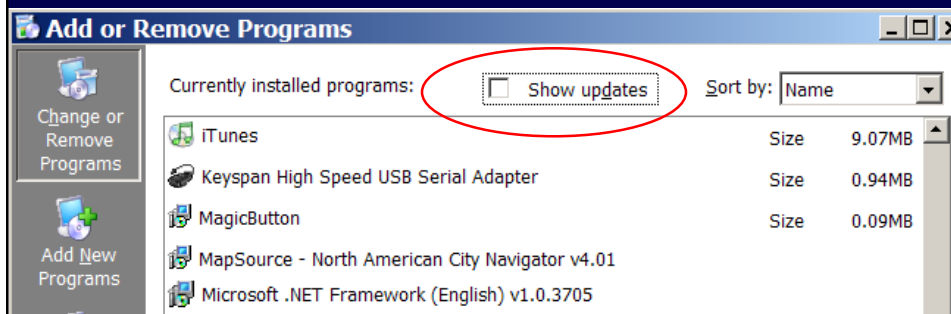 Add or Remove Programs
Change or
Remove
Programs
Add New
Programs
Currently installed programs:
Show updates
Sort by: Name
iTunes Size 9.07MB
Keyspan High Speed USB Serial Adapter Size 0.94MB
MagicButton Size 0.09MB
MapSource - North American City Navigator v4.01
Microsoft .NET Framework (English) v1.0.3705